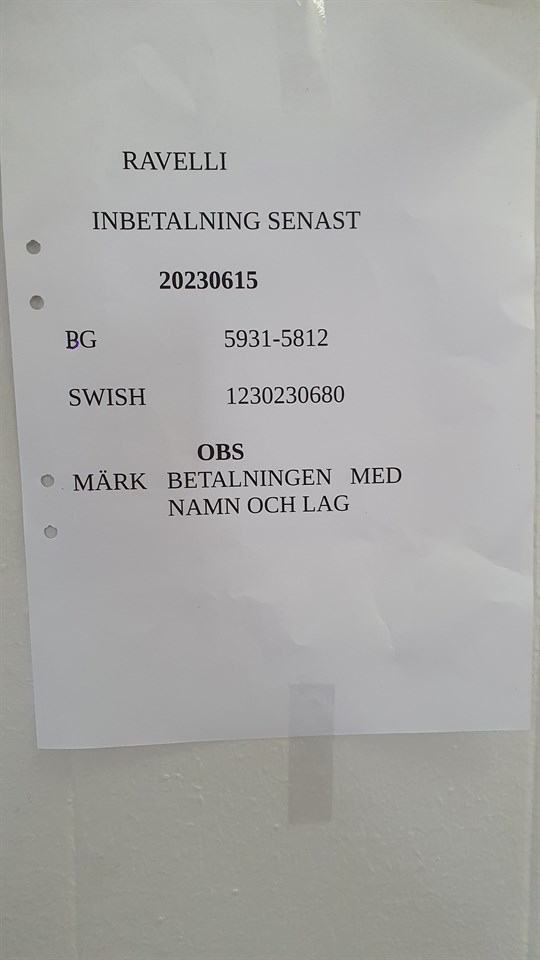 RAVELLI
INBETALNING SENAST
20230615
BG 5931-5812
SWISH 1230230680
OBS
MÄRK BETALNINGEN MED
NAMN OCH LAG